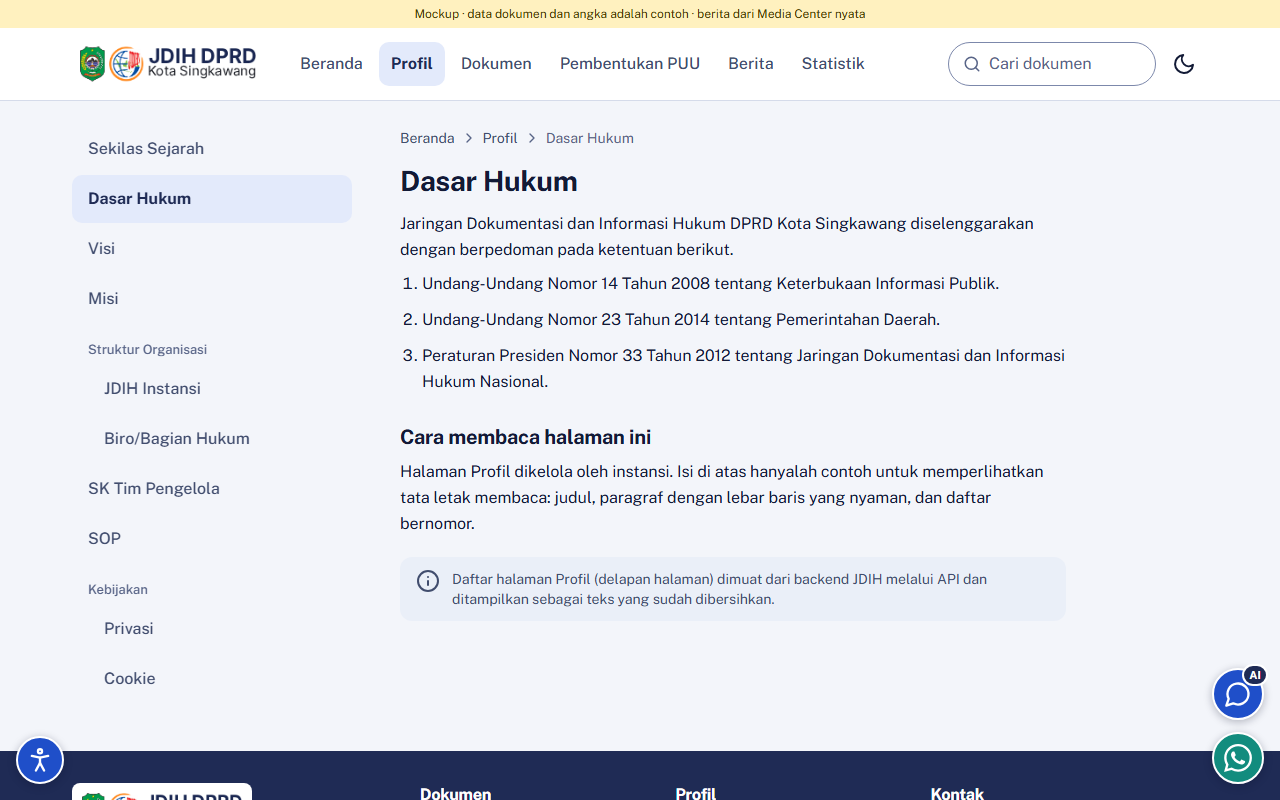 Mockup · data dokumen dan angka adalah contoh · berita dari Media Center nyata
JDIH DPRD
Kota Singkawang
Beranda
Profil
Dokumen
Pembentukan PUU
Berita
Statistik
Cari dokumen
Sekilas Sejarah
Dasar Hukum
Visi
Misi
Struktur Organisasi
JDIH Instansi
Biro/Bagian Hukum
SK Tim Pengelola
SOP
Kebijakan
Privasi
Cookie
Beranda > Profil > Dasar Hukum
Dasar Hukum
Jaringan Dokumentasi dan Informasi Hukum DPRD Kota Singkawang diselenggarakan
dengan berpedoman pada ketentuan berikut.
1. Undang-Undang Nomor 14 Tahun 2008 tentang Keterbukaan Informasi Publik.
2. Undang-Undang Nomor 23 Tahun 2014 tentang Pemerintahan Daerah.
3. Peraturan Presiden Nomor 33 Tahun 2012 tentang Jaringan Dokumentasi dan Informasi
Hukum Nasional.
Cara membaca halaman ini
Halaman Profil dikelola oleh instansi. Isi di atas hanyalah contoh untuk memperlihatkan
tata letak membaca: judul, paragraf dengan lebar baris yang nyaman, dan daftar
bernomor.
Daftar halaman Profil (delapan halaman) dimuat dari backend JDIH melalui API dan
ditampilkan sebagai teks yang sudah dibersihkan.
AI
JDIH DPRD
Dokumen
Profil
Kontak